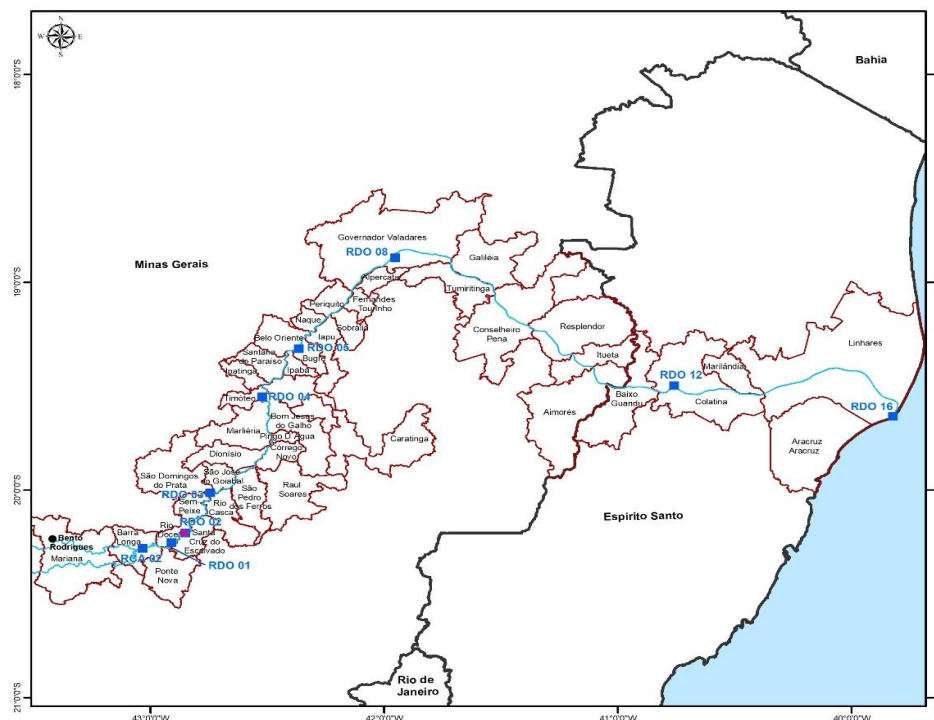 N
W E
S
Bahia
18°0'0"S
Minas Gerais
Governador Valadares
RDO 08
Galiléia
19°0'0"S
Alpercata
Tumiritinga
Periquito
Fernandes
Tourinho
Naque
Sobrália
Resplendor
Conselheiro
Pena
Belo Oriente
Iapu
RDO 05
Linhares
Santana
do Paraíso
Bugre
Itueta
Marilândia
Ipatinga
Ipaba
RDO 12
Timóteo
RDO 04
Baixo
Guandu
Colatina
RDO 16
Bom Jesus
do Galho
Aimorés
Marliéria
Pingo D'Água
Caratinga
Córrego
Novo
Aracruz
Aracruz
Dionísio
São Domingos
do Prata
São José
do Goiabal
Raul
Soares
20°0'0"S
RDO 03
São
Pedro
dos Ferros
Sem
Peixe
Rio
Casca
Espírito Santo
RDO 02
Rio
Doce
Santa
Cruz do
Escalvado
Bento
Rodrigues
Barra
Longa
Mariana
RCA 02
RDO 01
Ponte
Nova
Rio de
Janeiro
21°0'0"S
43°0'0"W 42°0'0"W 41°0'0"W 40°0'0"W